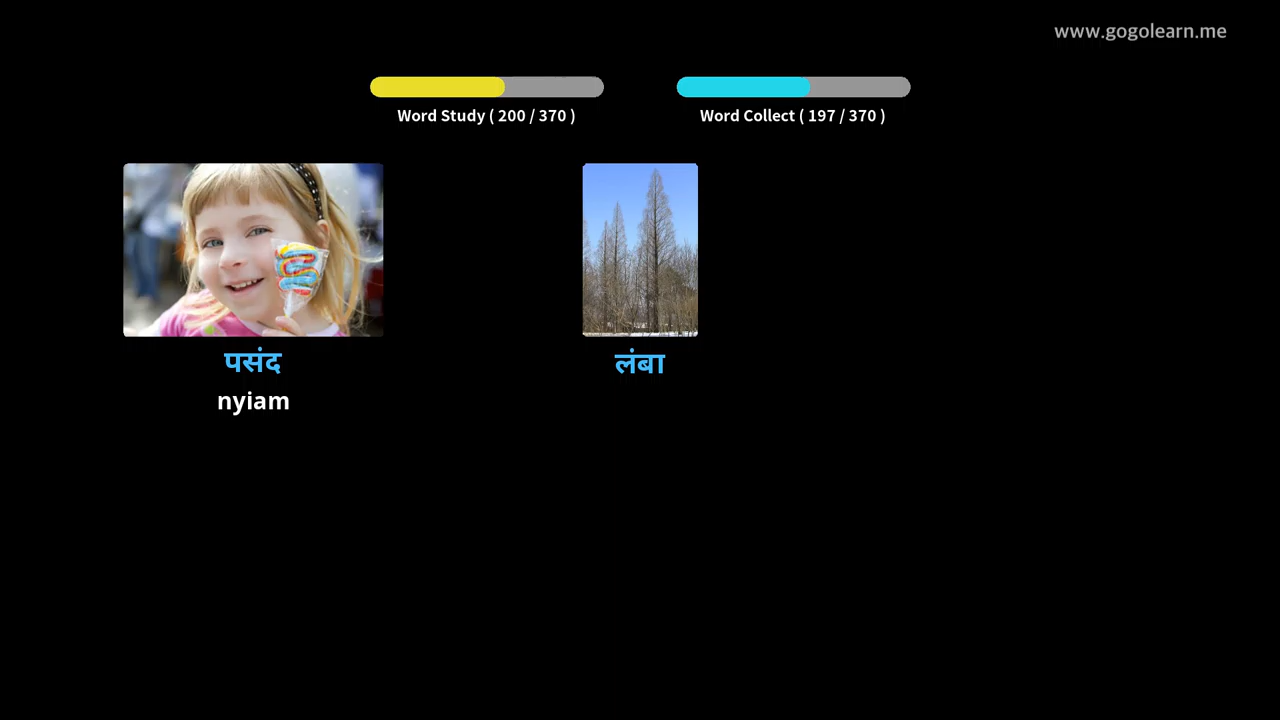 www.gogolearn.me
Word Study ( 200 / 370 )
Word Collect ( 197 / 370 )
पसंद
nyiam
लंबा